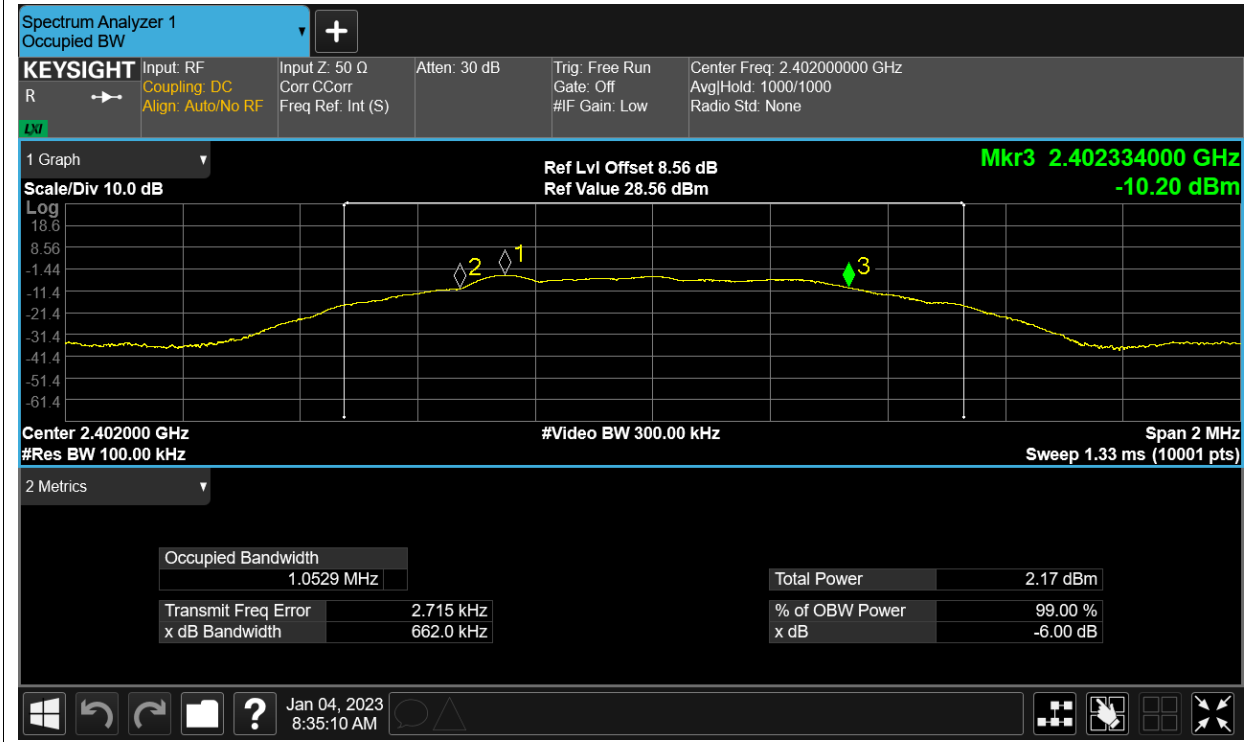 Spectrum Analyzer 1
Occupied BW
KEYSIGHT
R
LXI
Input: RF
Coupling: DC
Align: Auto/No RF
Input Z: 50 Ω
Corr CCorr
Freq Ref: Int (S)
Atten: 30 dB
Trig: Free Run
Gate: Off
#IF Gain: Low
Center Freq: 2.402000000 GHz
Avg|Hold: 1000/1000
Radio Std: None
1 Graph
Scale/Div 10.0 dB
Ref Lvl Offset 8.56 dB
Ref Value 28.56 dBm
Mkr3 2.402334000 GHz
-10.20 dBm
Log
18.6
8.56
-1.44
-11.4
-21.4
-31.4
-41.4
-51.4
-61.4
2
1
3
Center 2.402000 GHz
#Video BW 300.00 kHz
Span 2 MHz
#Res BW 100.00 kHz
Sweep 1.33 ms (10001 pts)
2 Metrics
Occupied Bandwidth
1.0529 MHz
Total Power 2.17 dBm
Transmit Freq Error 2.715 kHz
% of OBW Power 99.00 %
x dB Bandwidth 662.0 kHz
x dB -6.00 dB
?
Jan 04, 2023
8:35:10 AM